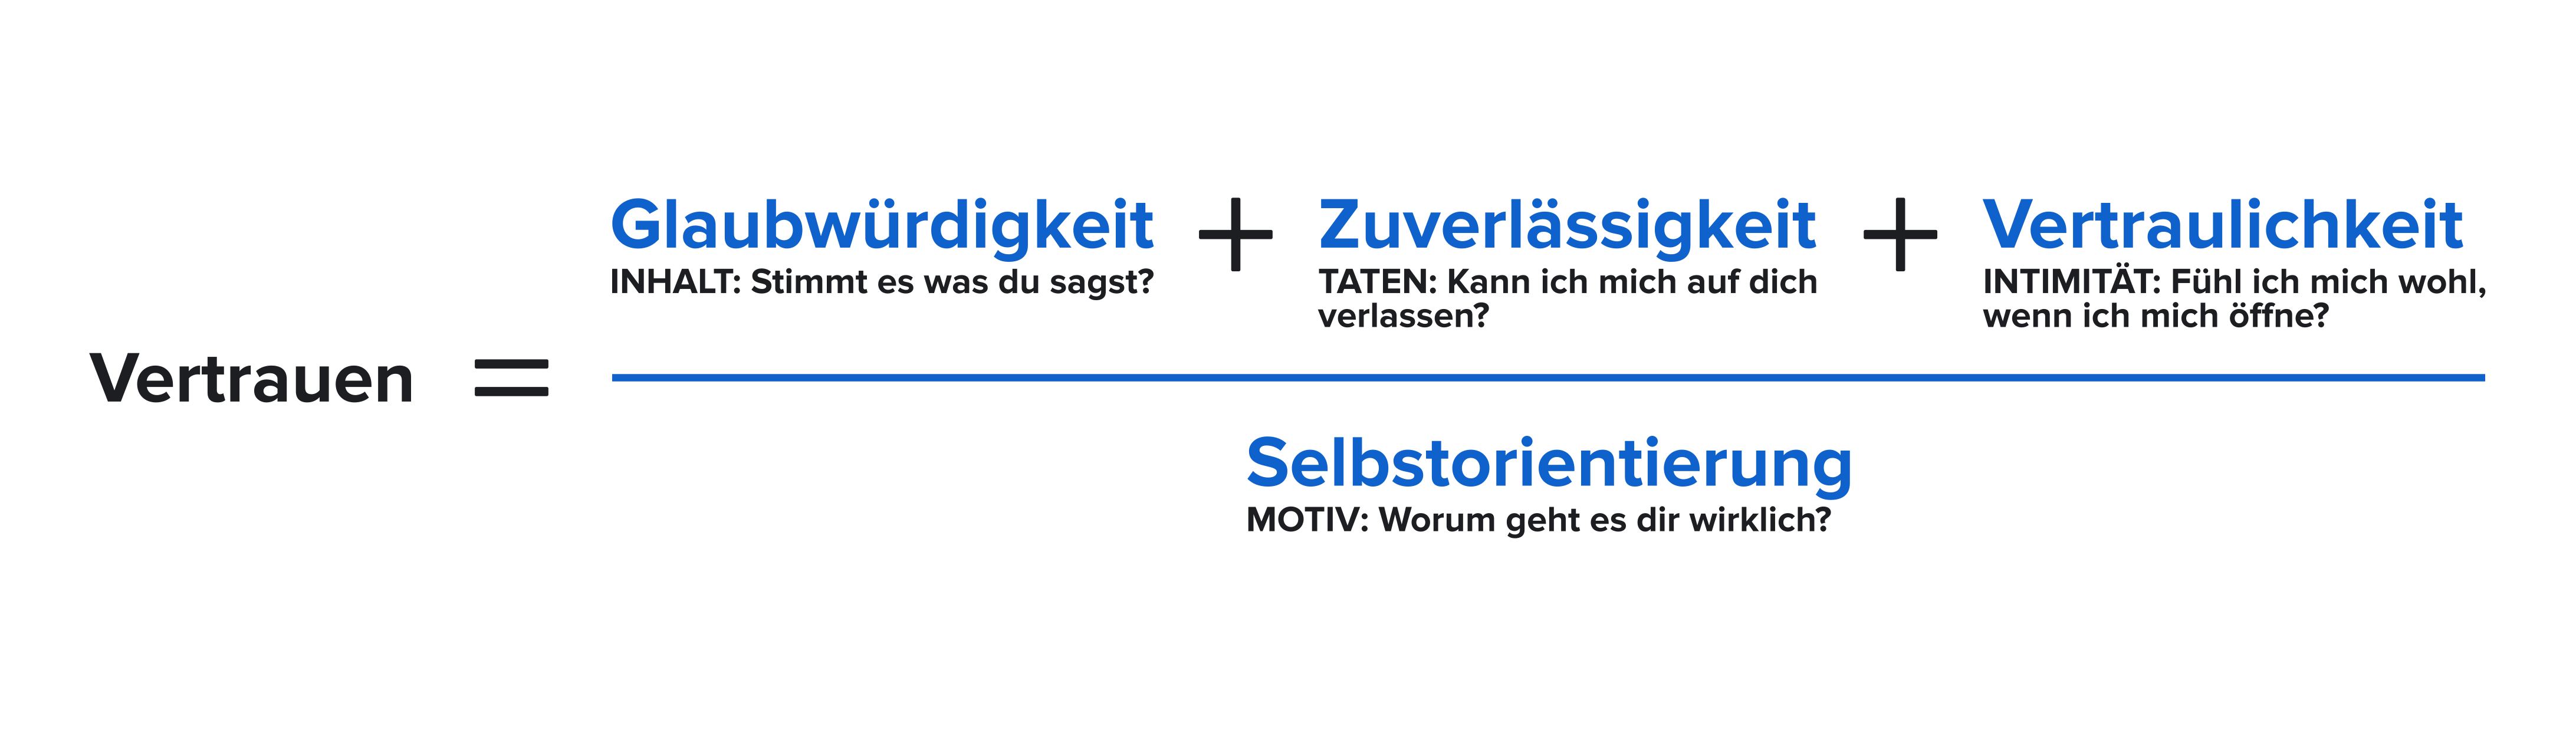 Vertrauen =
Glaubwürdigkeit + Zuverlässigkeit + Vertraulichkeit
INHALT: Stimmt es was du sagst?
TATEN: Kann ich mich auf dich
verlassen?
INTIMITÄT: Fühl ich mich wohl,
wenn ich mich öffne?
Selbstorientierung
MOTIV: Worum geht es dir wirklich?